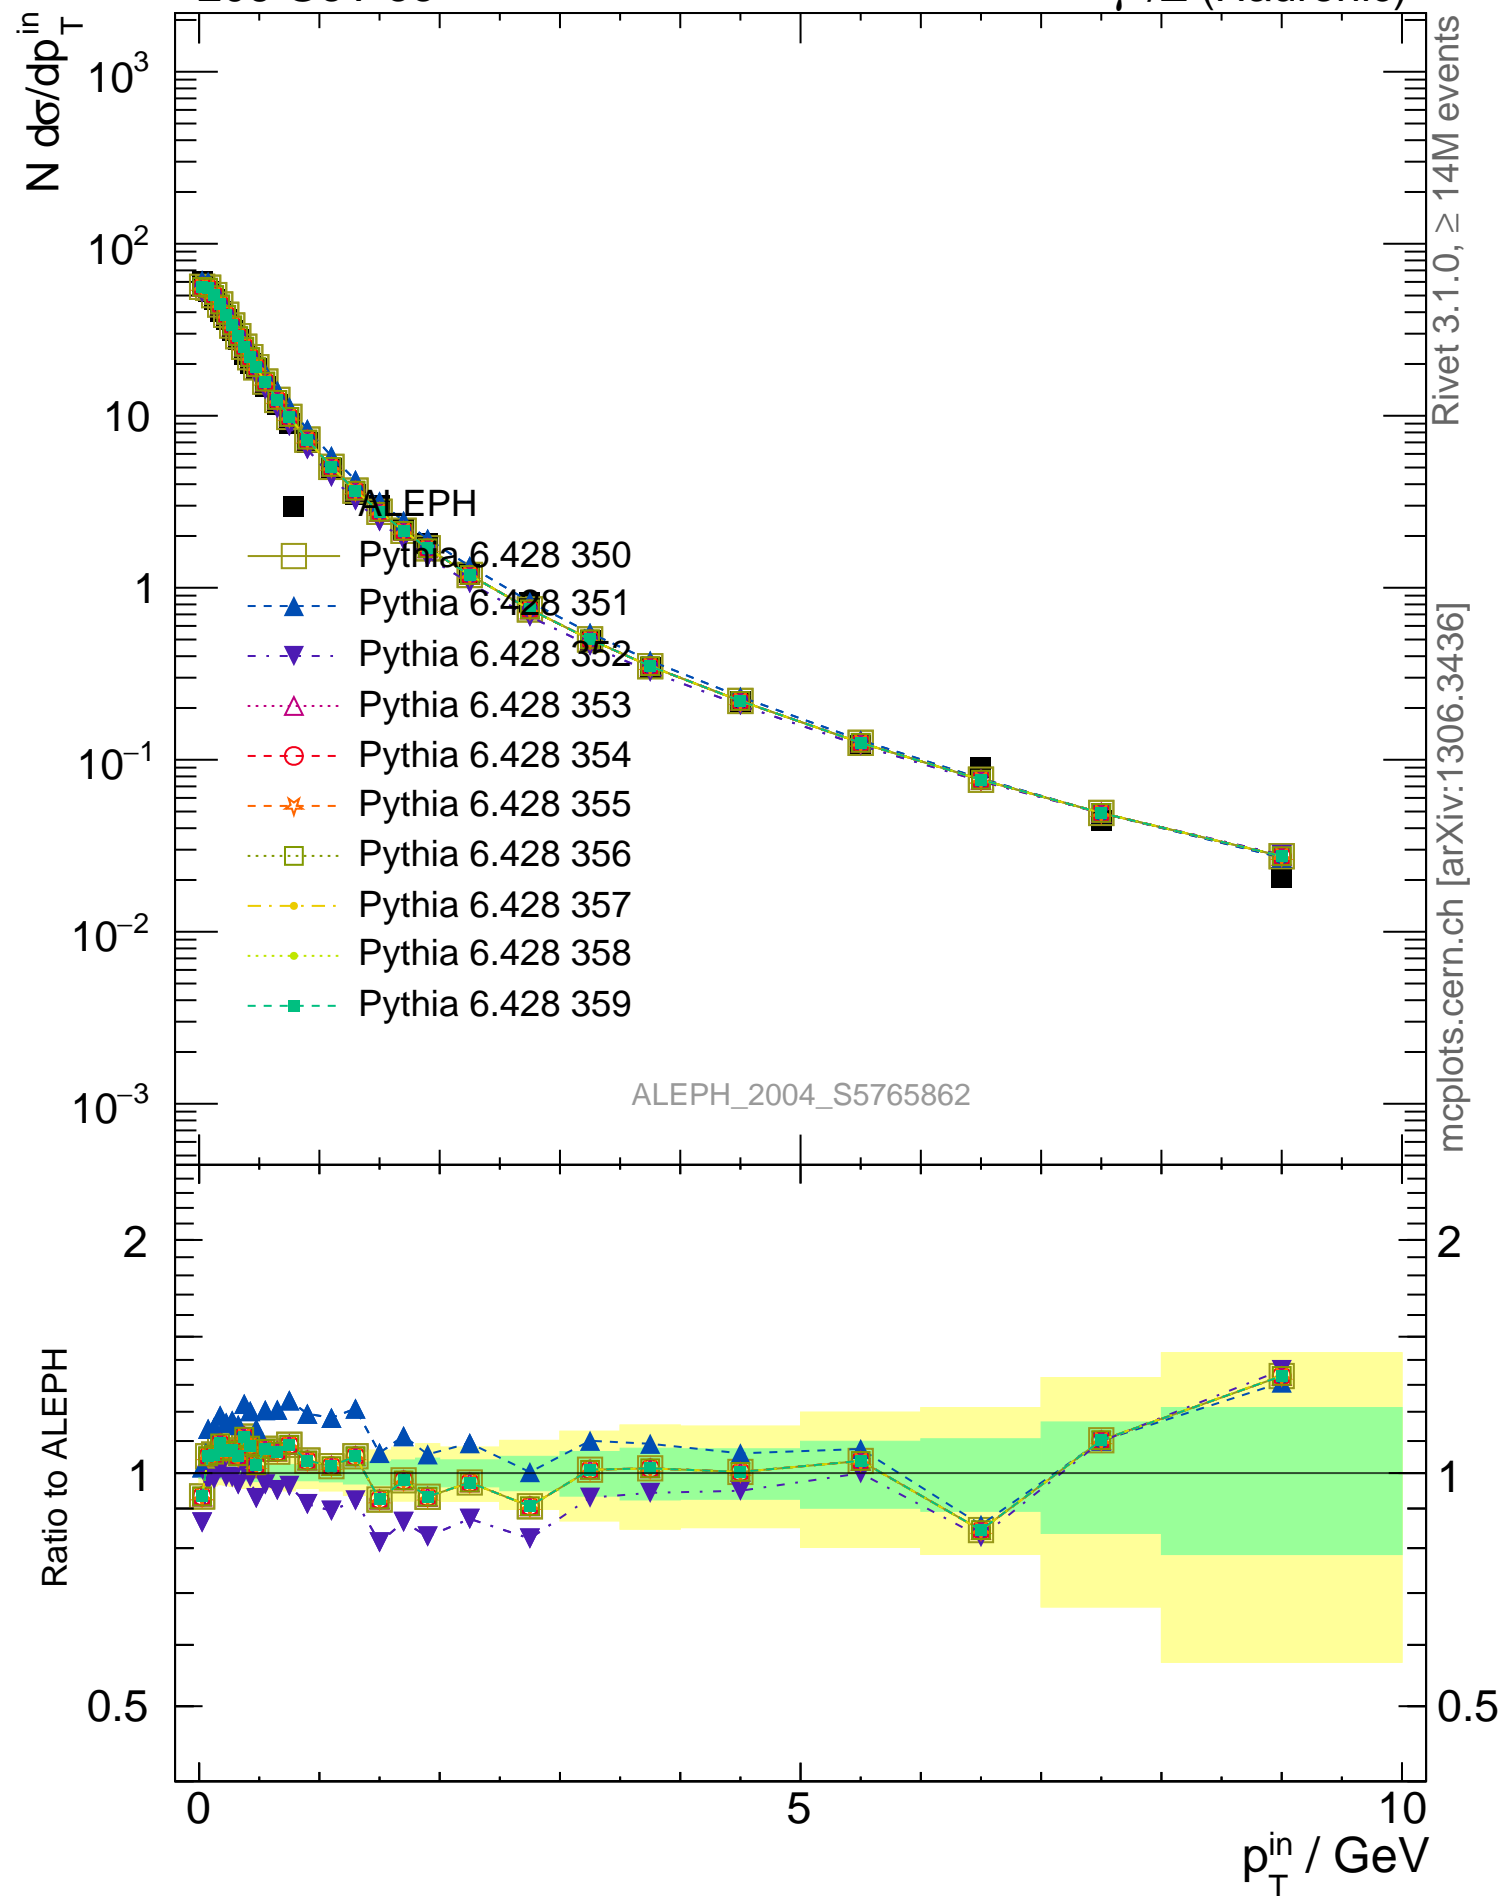 N dσ/dp_T^in
10^3
10^2
10
1
10^−1
10^−2
10^−3
ALEPH
Pythia 6.428 350
Pythia 6.428 351
Pythia 6.428 352
Pythia 6.428 353
Pythia 6.428 354
Pythia 6.428 355
Pythia 6.428 356
Pythia 6.428 357
Pythia 6.428 358
Pythia 6.428 359
ALEPH_2004_S5765862
Rivet 3.1.0, ≥ 14M events
mcplots.cern.ch [arXiv:1306.3436]
Ratio to ALEPH
2
1
0.5
2
1
0.5
0
5
10
p_T^in / GeV